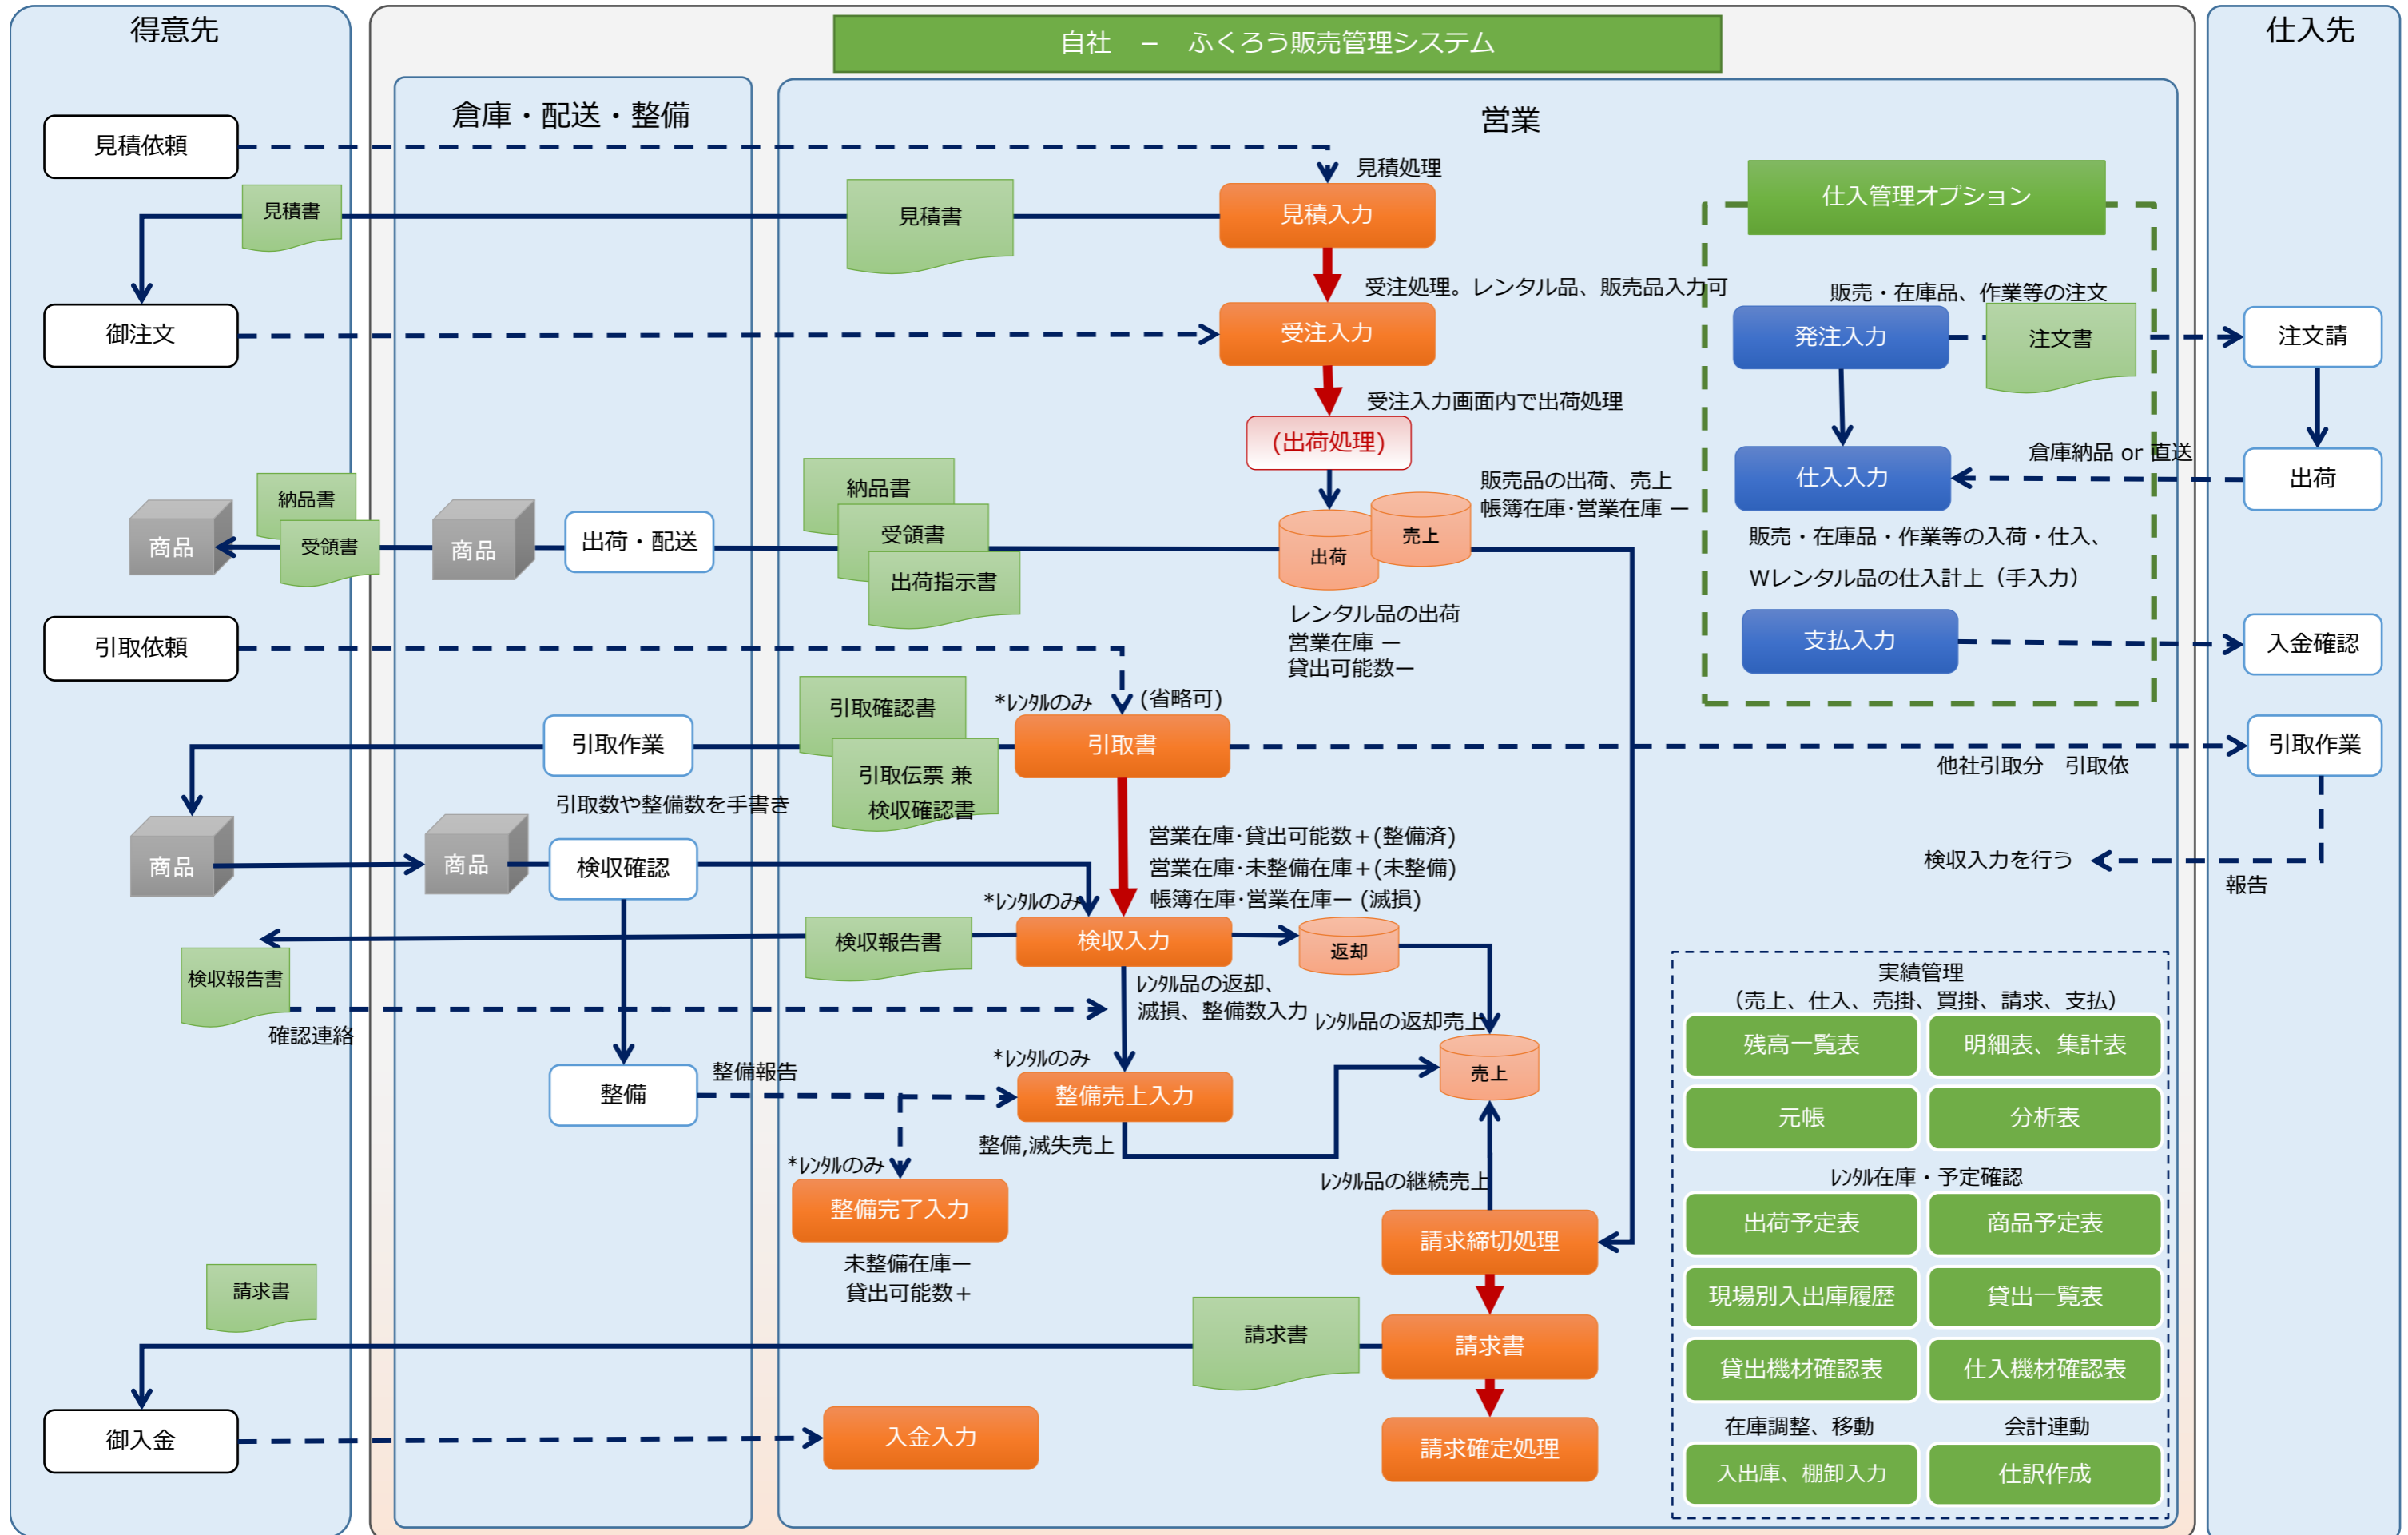 得意先
自社 － ふくろう販売管理システム
仕入先
倉庫・配送・整備
営業
見積依頼
見積処理
見積書
見積書
見積入力
仕入管理オプション
受注処理。レンタル品、販売品入力可
販売・在庫品、作業等の注文
御注文
受注入力
発注入力
注文書
注文請
受注入力画面内で出荷処理
(出荷処理)
倉庫納品 or 直送
仕入入力
出荷
納品書
受領書
商品
商品
出荷・配送
納品書
受領書
出荷指示書
出荷
売上
販売品の出荷、売上
帳簿在庫･営業在庫 ー
販売・在庫品・作業等の入荷・仕入、
Wレンタル品の仕入計上（手入力）
レンタル品の出荷
営業在庫 ー
貸出可能数ー
引取依頼
支払入力
入金確認
*ﾚﾝﾀﾙのみ
(省略可)
引取確認書
引取作業
引取書
引取作業
引取伝票 兼
検収確認書
他社引取分　引取依
引取数や整備数を手書き
商品
商品
検収確認
営業在庫･貸出可能数＋(整備済)
営業在庫･未整備在庫＋(未整備)
帳簿在庫･営業在庫ー (滅損)
検収入力を行う
報告
*ﾚﾝﾀﾙのみ
検収報告書
検収入力
返却
検収報告書
確認連絡
ﾚﾝﾀﾙ品の返却、
滅損、整備数入力
ﾚﾝﾀﾙ品の返却売上
実績管理
（売上、仕入、売掛、買掛、請求、支払）
残高一覧表
明細表、集計表
元帳
分析表
整備
整備報告
*ﾚﾝﾀﾙのみ
整備売上入力
売上
整備,滅失売上
*ﾚﾝﾀﾙのみ
整備完了入力
未整備在庫ー
貸出可能数＋
ﾚﾝﾀﾙ品の継続売上
ﾚﾝﾀﾙ在庫・予定確認
出荷予定表
商品予定表
現場別入出庫履歴
貸出一覧表
貸出機材確認表
仕入機材確認表
請求締切処理
請求書
請求書
請求書
御入金
入金入力
請求確定処理
在庫調整、移動
会計連動
入出庫、棚卸入力
仕訳作成